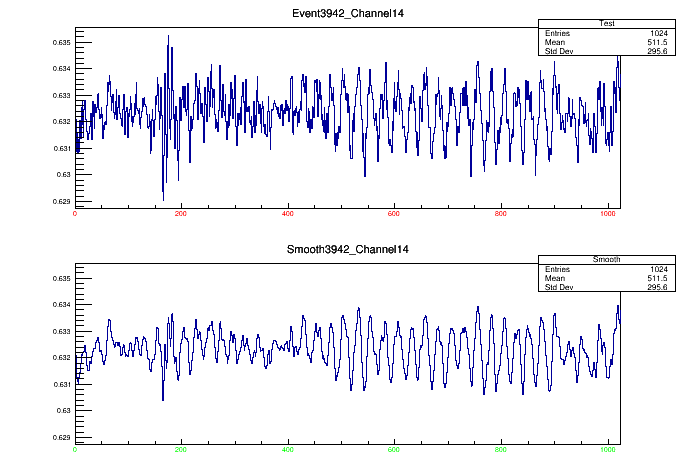 Event3942_Channel14
Test
Entries 1024
Mean 511.5
Std Dev 295.6
0.635
0.634
0.633
0.632
0.631
0.63
0.629
0 200 400 600 800 1000
Smooth3942_Channel14
Smooth
Entries 1024
Mean 511.5
Std Dev 295.6
0.635
0.634
0.633
0.632
0.631
0.63
0.629
0 200 400 600 800 1000